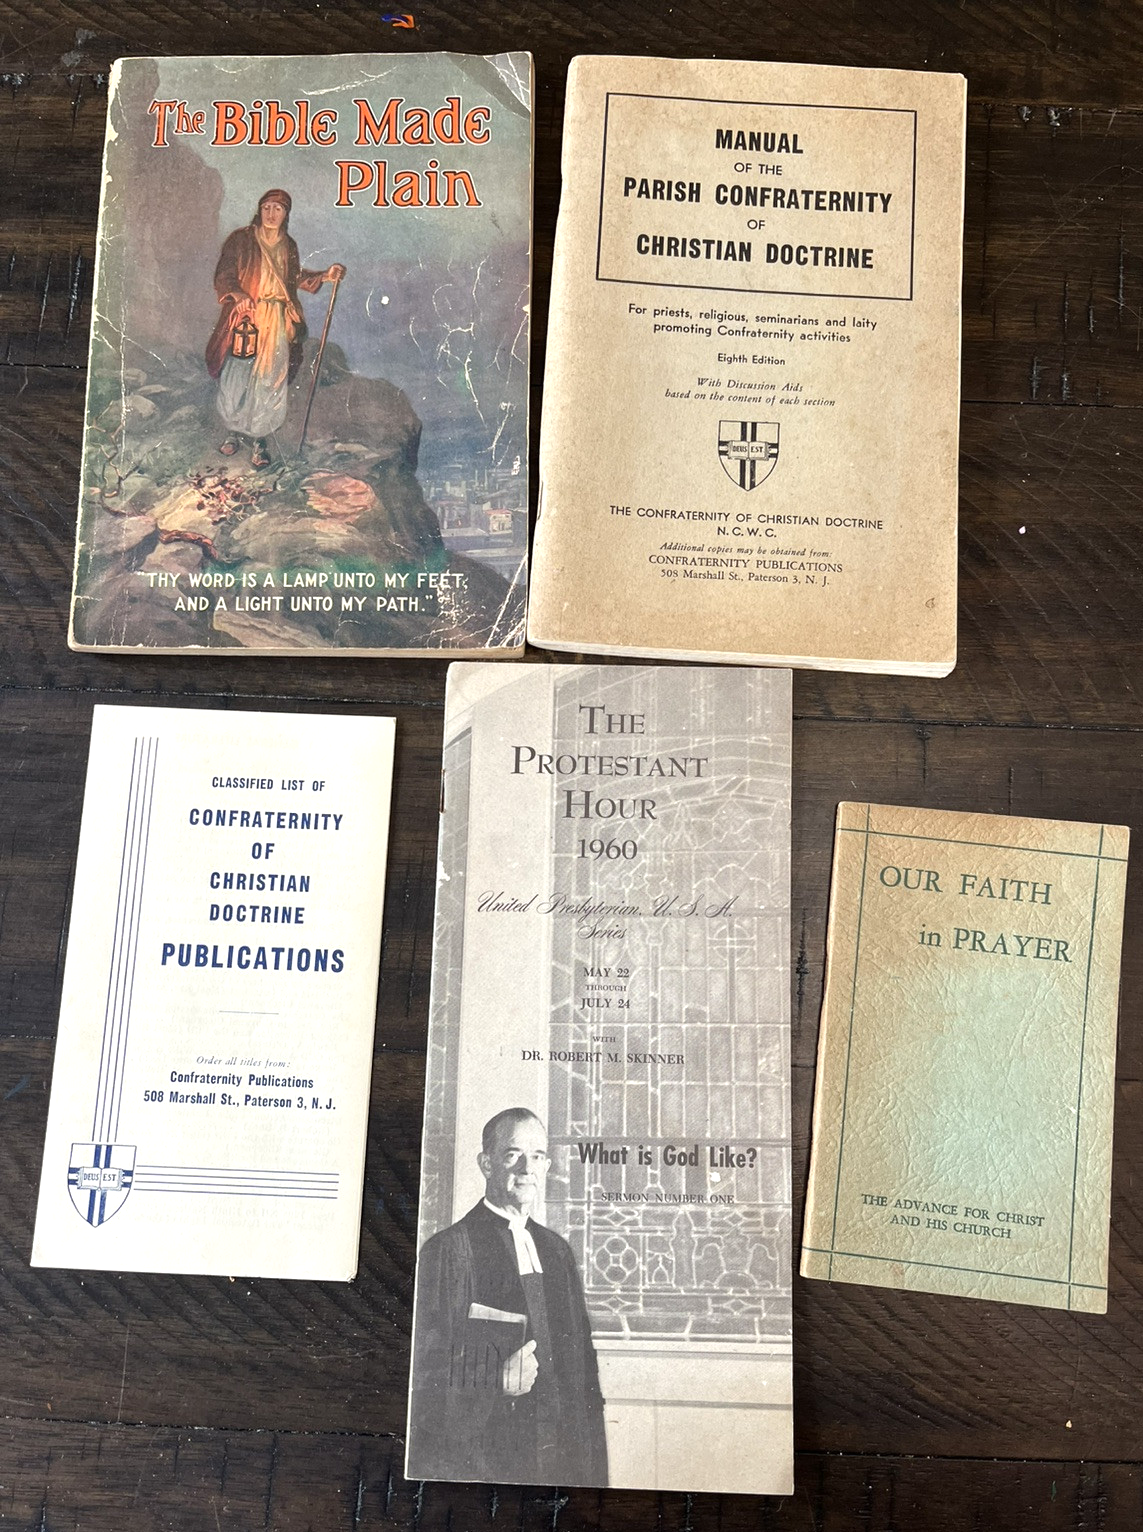 The Bible Made
Plain
"THY WORD IS A LAMP UNTO MY FEET,
AND A LIGHT UNTO MY PATH."
MANUAL
OF THE
PARISH CONFRATERNITY
OF
CHRISTIAN DOCTRINE
For priests, religious, seminarians and laity
promoting Confraternity activities
Eighth Edition
With Discussion Aids
based on the content of each section
DEUS EST
THE CONFRATERNITY OF CHRISTIAN DOCTRINE
N. C. W. C.
Additional copies may be obtained from:
CONFRATERNITY PUBLICATIONS
508 Marshall St., Paterson 3, N. J.
CLASSIFIED LIST OF
CONFRATERNITY
OF
CHRISTIAN
DOCTRINE
PUBLICATIONS
Order all titles from:
Confraternity Publications
508 Marshall St., Paterson 3, N. J.
DEUS EST
THE
PROTESTANT
HOUR
1960
United Presbyterian, U. S. A.
Series
MAY 22
THROUGH
JULY 24
WITH
DR. ROBERT M. SKINNER
What is God Like?
SERMON NUMBER ONE
OUR FAITH
in PRAYER
THE ADVANCE FOR CHRIST
AND HIS CHURCH